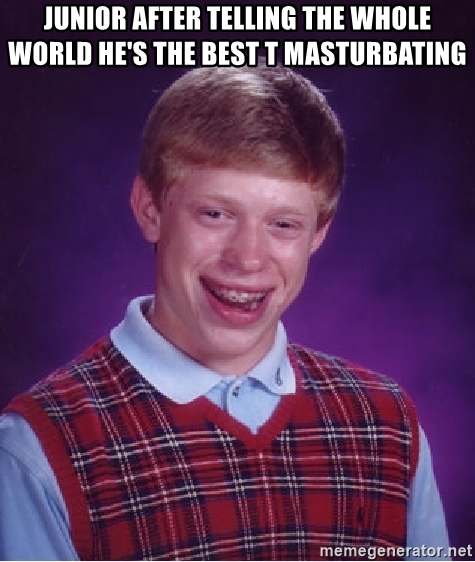 JUNIOR AFTER TELLING THE WHOLE
WORLD HE'S THE BEST T MASTURBATING
memegenerator.net